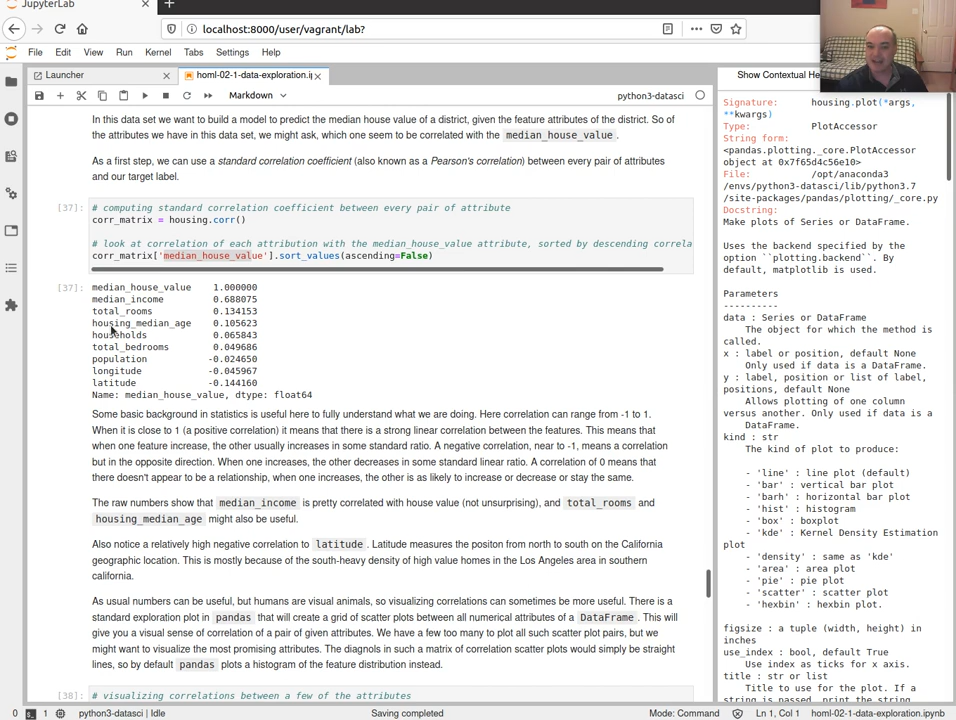 JupyterLab
localhost:8000/user/vagrant/lab?
File Edit View Run Kernel Tabs Settings Help
Launcher
homl-02-1-data-exploration.ij
Show Contextual He
Markdown
python3-datasci
In this data set we want to build a model to predict the median house value of a district, given the feature attributes of the district. So of
the attributes we have in this data set, we might ask, which one seem to be correlated with the median_house_value .
As a first step, we can use a standard correlation coefficient (also known as a Pearson's correlation) between every pair of attributes
and our target label.
[37]:
# computing standard correlation coefficient between every pair of attribute
corr_matrix = housing.corr()
# look at correlation of each attribution with the median_house_value attribute, sorted by descending correla
corr_matrix['median_house_value'].sort_values(ascending=False)
[37]:
median_house_value 1.000000
median_income 0.688075
total_rooms 0.134153
housing_median_age 0.105623
households 0.065843
total_bedrooms 0.049686
population -0.024650
longitude -0.045967
latitude -0.144160
Name: median_house_value, dtype: float64
Some basic background in statistics is useful here to fully understand what we are doing. Here correlation can range from -1 to 1.
When it is close to 1 (a positive correlation) it means that there is a strong linear correlation between the features. This means that
when one feature increase, the other usually increases in some standard ratio. A negative correlation, near to -1, means a correlation
but in the opposite direction. When one increases, the other decreases in some standard linear ratio. A correlation of 0 means that
there doesn't appear to be a relationship, when one increases, the other is as likely to increase or decrease or stay the same.
The raw numbers show that median_income is pretty correlated with house value (not unsurprising), and total_rooms and
housing_median_age might also be useful.
Also notice a relatively high negative correlation to latitude . Latitude measures the positon from north to south on the California
geographic location. This is mostly because of the south-heavy density of high value homes in the Los Angeles area in southern
california.
As usual numbers can be useful, but humans are visual animals, so visualizing correlations can sometimes be more useful. There is a
standard exploration plot in pandas that will create a grid of scatter plots between all numerical attributes of a DataFrame . This will
give you a visual sense of correlation of a pair of given attributes. We have a few too many to plot all such scatter plot pairs, but we
might want to visualize the most promising attributes. The diagnols in such a matrix of correlation scatter plots would simply be straight
lines, so by default pandas plots a histogram of the feature distribution instead.
[38]:
# visualizing correlations between a few of the attributes
Signature: housing.plot(*args,
**kwargs)
Type: PlotAccessor
String form:
<pandas.plotting._core.PlotAccessor
object at 0x7f65d4c56e10>
File: /opt/anaconda3
/envs/python3-datasci/lib/python3.7
/site-packages/pandas/plotting/_core.py
Docstring:
Make plots of Series or DataFrame.
Uses the backend specified by the
option ``plotting.backend``. By
default, matplotlib is used.
Parameters
----------
data : Series or DataFrame
The object for which the method is
called.
x : label or position, default None
Only used if data is a DataFrame.
y : label, position or list of label,
positions, default None
Allows plotting of one column
versus another. Only used if data is a
DataFrame.
kind : str
The kind of plot to produce:
- 'line' : line plot (default)
- 'bar' : vertical bar plot
- 'barh' : horizontal bar plot
- 'hist' : histogram
- 'box' : boxplot
- 'kde' : Kernel Density Estimation
plot
- 'density' : same as 'kde'
- 'area' : area plot
- 'pie' : pie plot
- 'scatter' : scatter plot
- 'hexbin' : hexbin plot.
figsize : a tuple (width, height) in
inches
use_index : bool, default True
Use index as ticks for x axis.
title : str or list
Title to use for the plot. If a
string is passed, print the string
0 1 python3-datasci | Idle
Saving completed
Mode: Command
Ln 1, Col 1
homl-02-1-data-exploration.ipynb